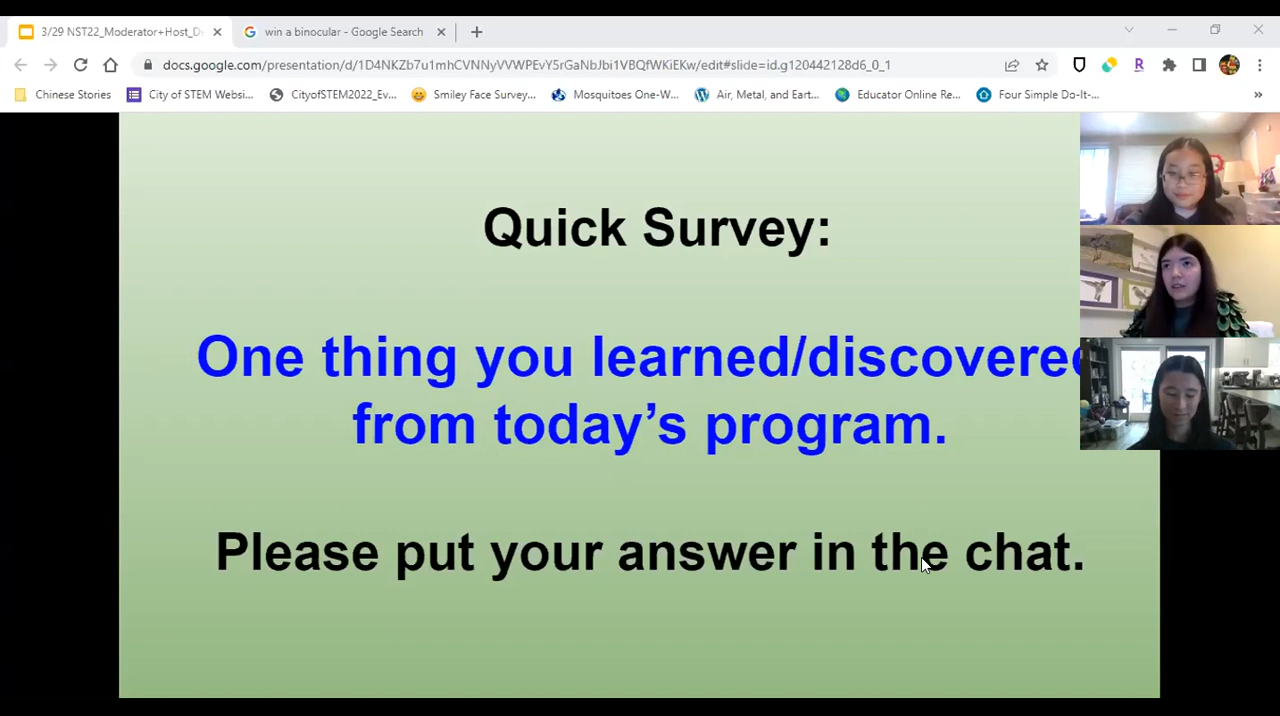 3/29 NST22_Moderator+Host_D
win a binocular - Google Search
docs.google.com/presentation/d/1D4NKZb7u1mhCVNNyVVWPEvY5rGaNbJbi1VBQfWKiEKw/edit#slide=id.g120442128d6_0_1
Chinese Stories
City of STEM Websi...
CityofSTEM2022_Ev...
Smiley Face Survey...
Mosquitoes One-W...
Air, Metal, and Eart...
Educator Online Re...
Four Simple Do-It-...
Quick Survey:
One thing you learned/discovered
from today’s program.
Please put your answer in the chat.